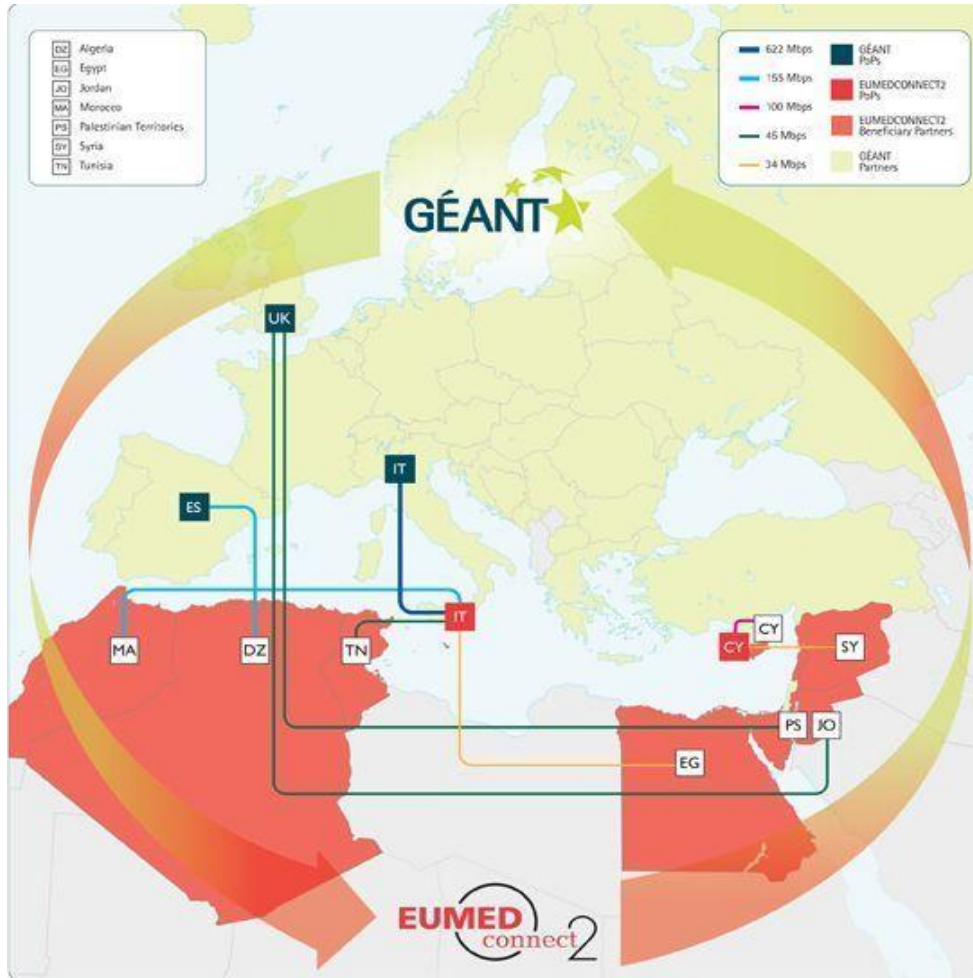 DZ Algeria
EG Egypt
JO Jordan
MA Morocco
PS Palestinian Territories
SY Syria
TN Tunisia
622 Mbps
155 Mbps
100 Mbps
45 Mbps
34 Mbps
GÉANT
PoPs
EUMEDCONNECT2
PoPs
EUMEDCONNECT2
Beneficiary Partners
GÉANT
Partners
GÉANT
UK
IT
ES
IT
CY
MA
DZ
TN
CY
SY
PS
JO
EG
EUMED
connect2